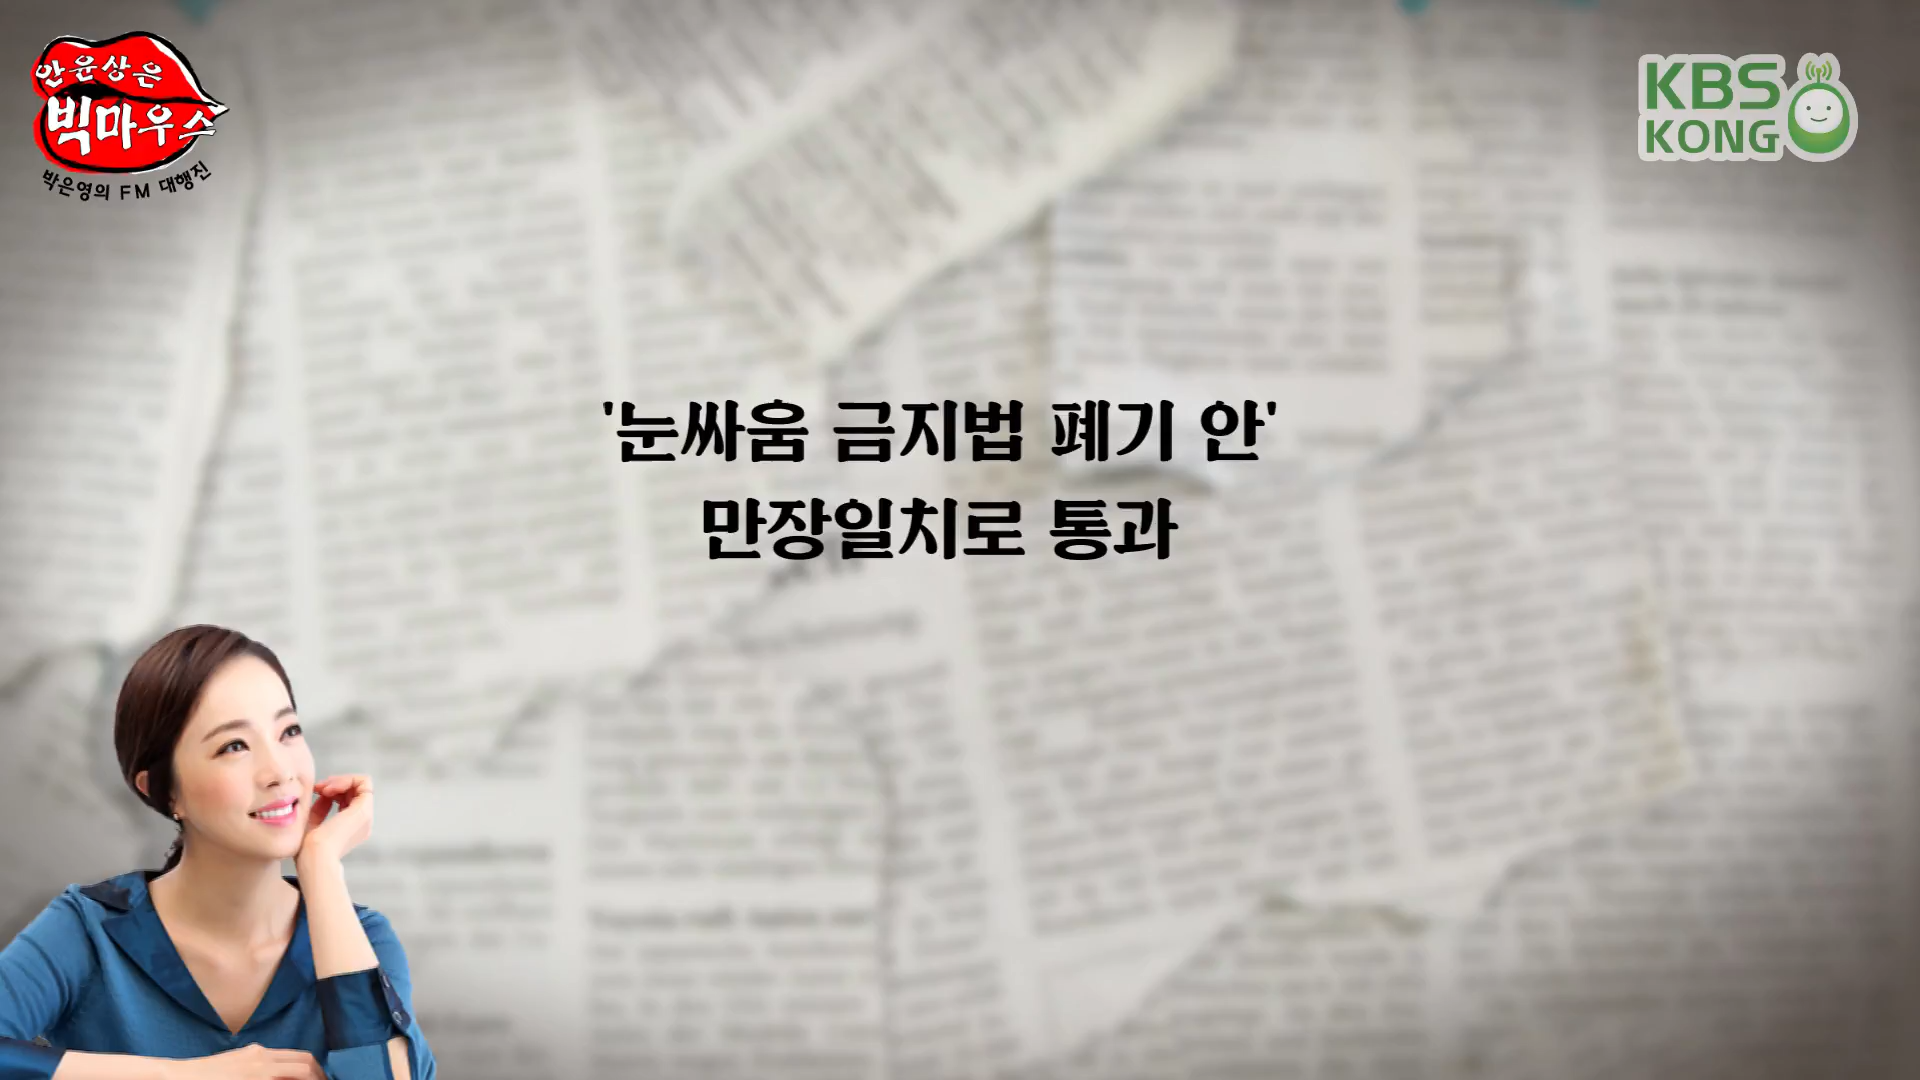 안윤상은
빅마우스
박은영의 FM 대행진
KBS
KONG
'눈싸움 금지법 폐기 안'
만장일치로 통과